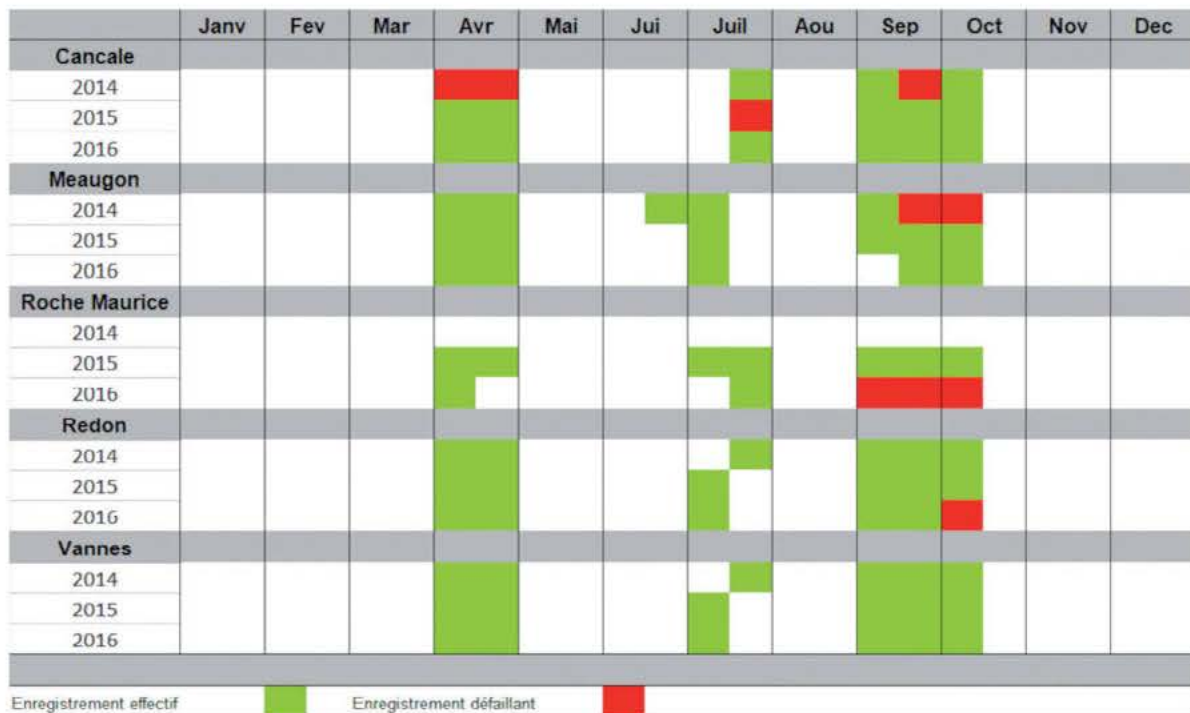 Janv Fev Mar Avr Mai Jui Juil Aou Sep Oct Nov Dec
Cancale
2014
2015
2016
Meaugon
2014
2015
2016
Roche Maurice
2014
2015
2016
Redon
2014
2015
2016
Vannes
2014
2015
2016
Enregistrement effectif Enregistrement défaillant